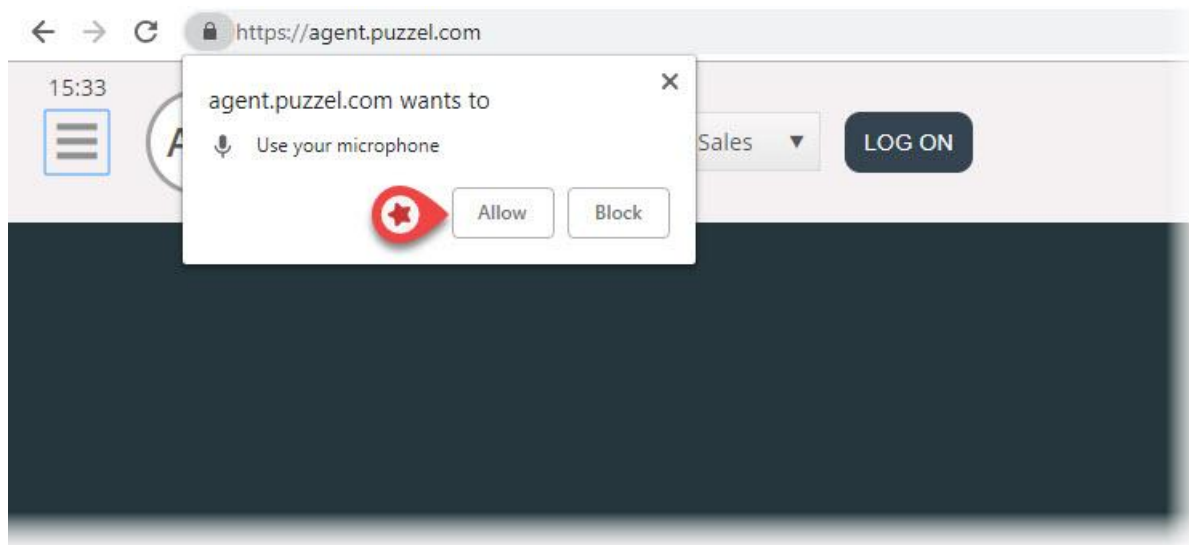 https://agent.puzzel.com
15:33
agent.puzzel.com wants to
Use your microphone
Allow Block
A
Sales
LOG ON